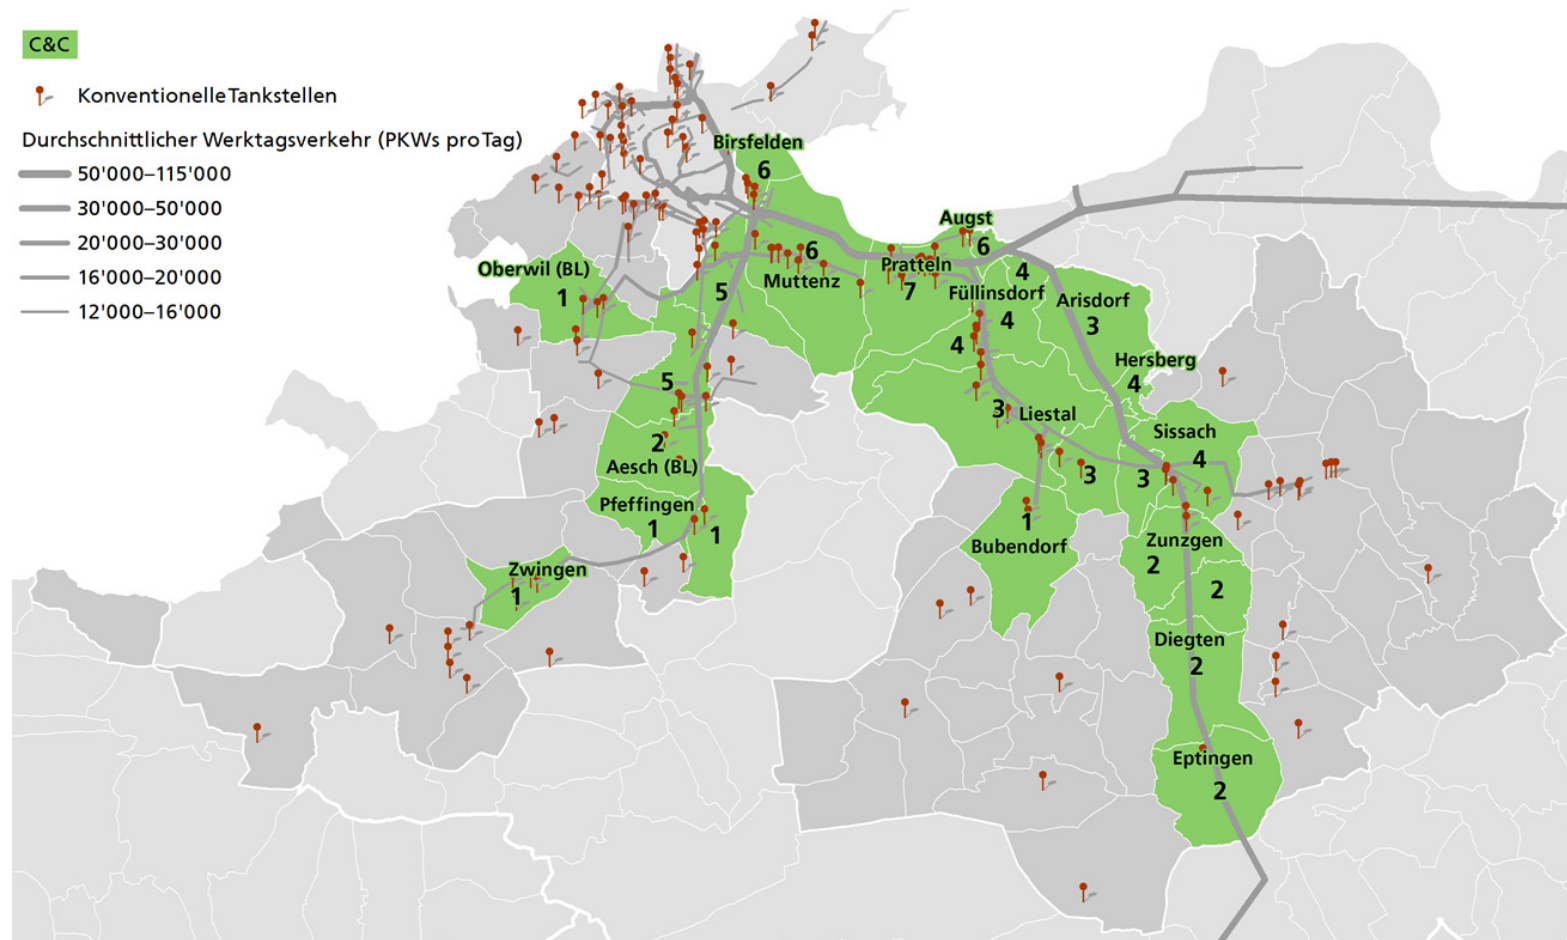 C&C
Konventionelle Tankstellen
Durchschnittlicher Werktagsverkehr (PKWs pro Tag)
50'000–115'000
30'000–50'000
20'000–30'000
16'000–20'000
12'000–16'000
Birsfelden
6
Augst
6
6
Muttenz
Pratteln
7
4
Oberwil (BL)
1
5
Füllinsdorf
4
4
Arisdorf
3
Hersberg
4
5
3
Liestal
Sissach
4
2
Aesch (BL)
3
3
Pfeffingen
1
1
1
Bubendorf
Zunzgen
2
Zwingen
1
2
Diegten
2
Eptingen
2